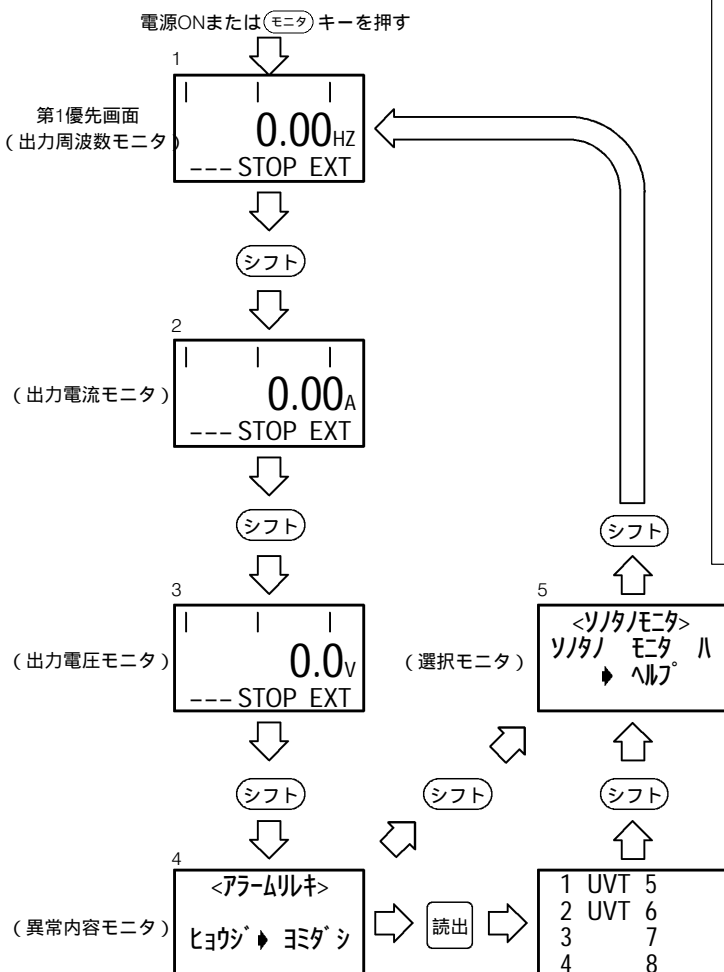 電源ONまたは モニタ キーを押す
1
第1優先画面
(出力周波数モニタ)
0.00HZ
--- STOP EXT
シフト
2
(出力電流モニタ)
0.00A
--- STOP EXT
シフト
3
(出力電圧モニタ)
0.0V
--- STOP EXT
シフト
4
(異常内容モニタ)
<アラームリレキ>
ヒョウジ ➧ ヨミダシ
読出
シフト
1 UVT 5
2 UVT 6
3 7
4 8
シフト
5
(選択モニタ)
<ソノタノモニタ>
ソノタノ モニタ ハ
➧ ヘルプ
シフト